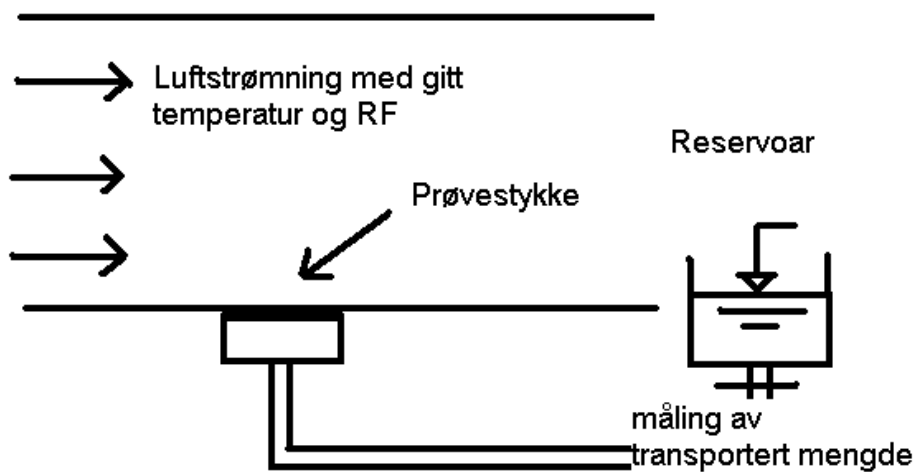 Luftstrømning med gitt
temperatur og RF
Reservoar
Prøvestykke
måling av
transportert mengde